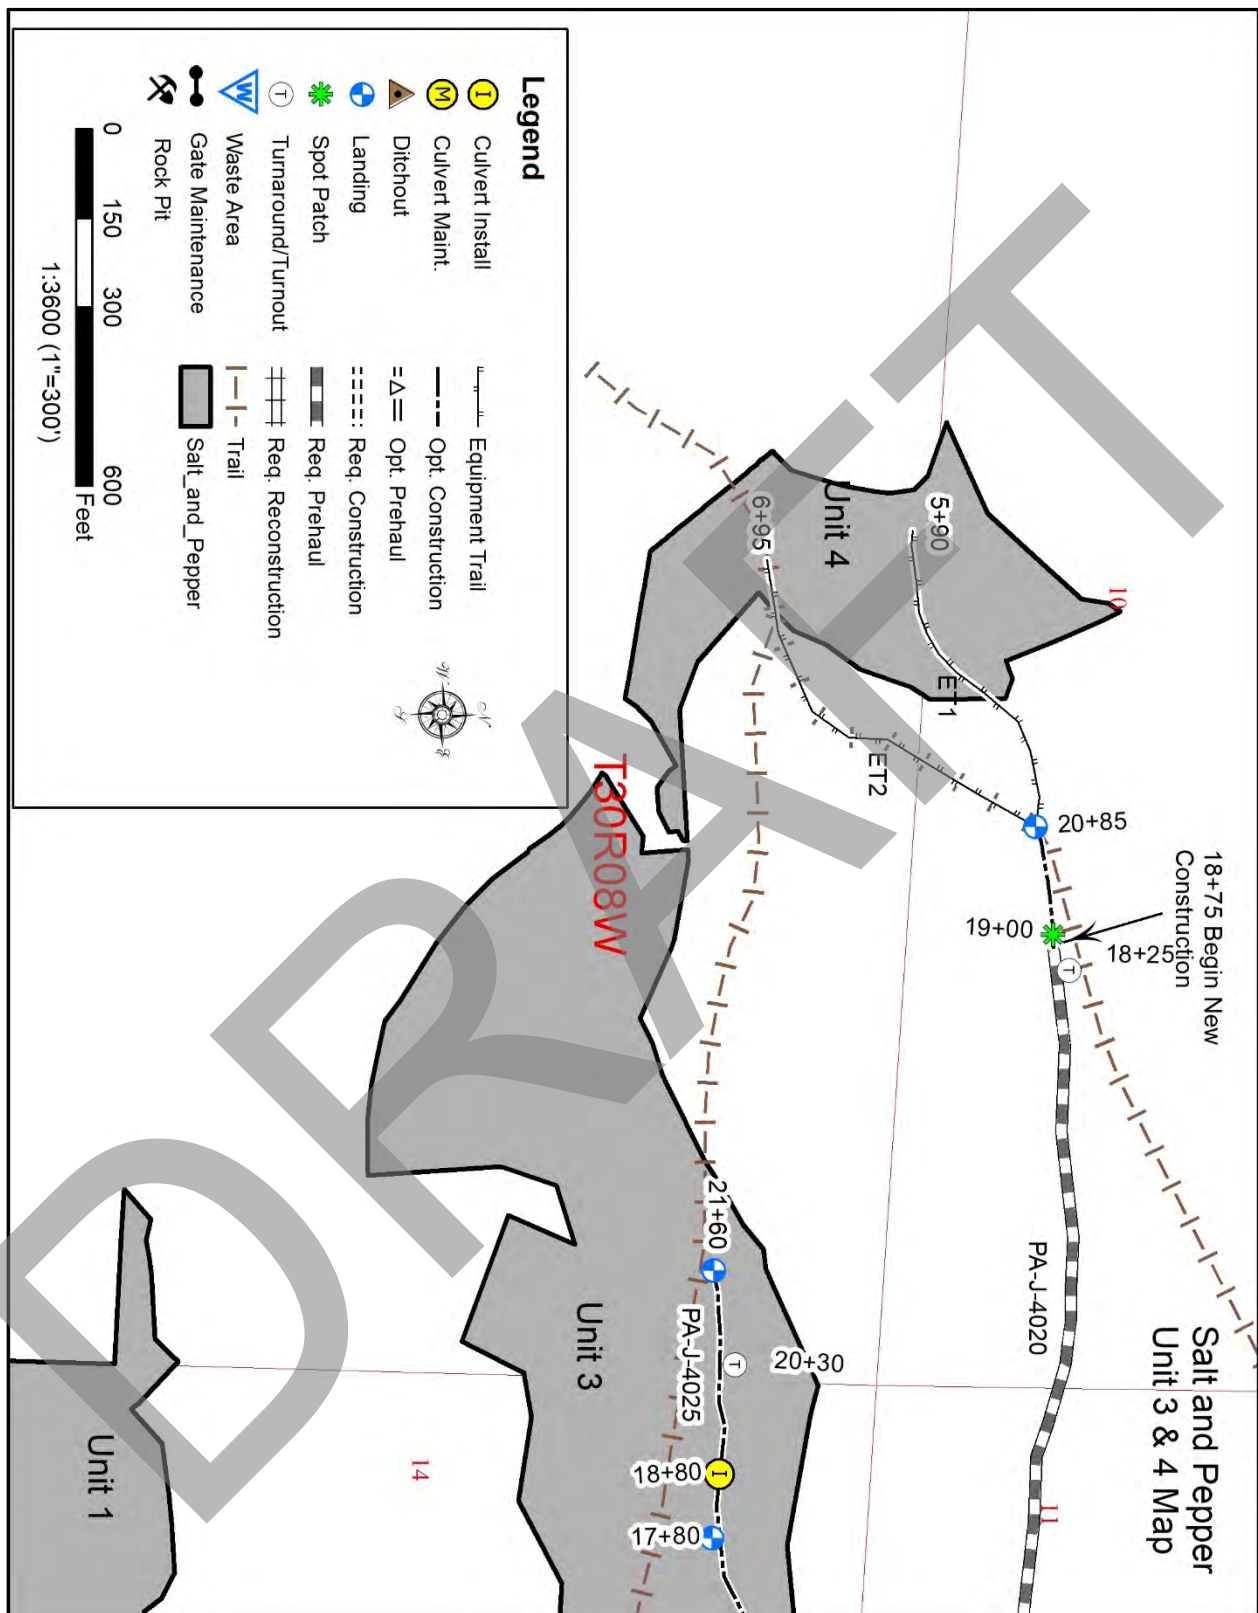 Salt and Pepper
Unit 3 & 4 Map
18+75 Begin New
Construction
18+25
20+85
19+00
PA-J-4020
10
11
5+90
ET1
ET2
Unit 4
6+95
T30R08W
21+60
PA-J-4025
20+30
18+80
I
17+80
T
T
Unit 3
14
Unit 1
DRAFT
Legend
I Culvert Install
M Culvert Maint.
Ditchout
Landing
Spot Patch
T Turnaround/Turnout
W Waste Area
Gate Maintenance
Rock Pit
Equipment Trail
Opt. Construction
Opt. Prehaul
Req. Construction
Req. Prehaul
Req. Reconstruction
Trail
Salt_and_Pepper
N
E
S
W
0 150 300 600
Feet
1:3600 (1"=300')